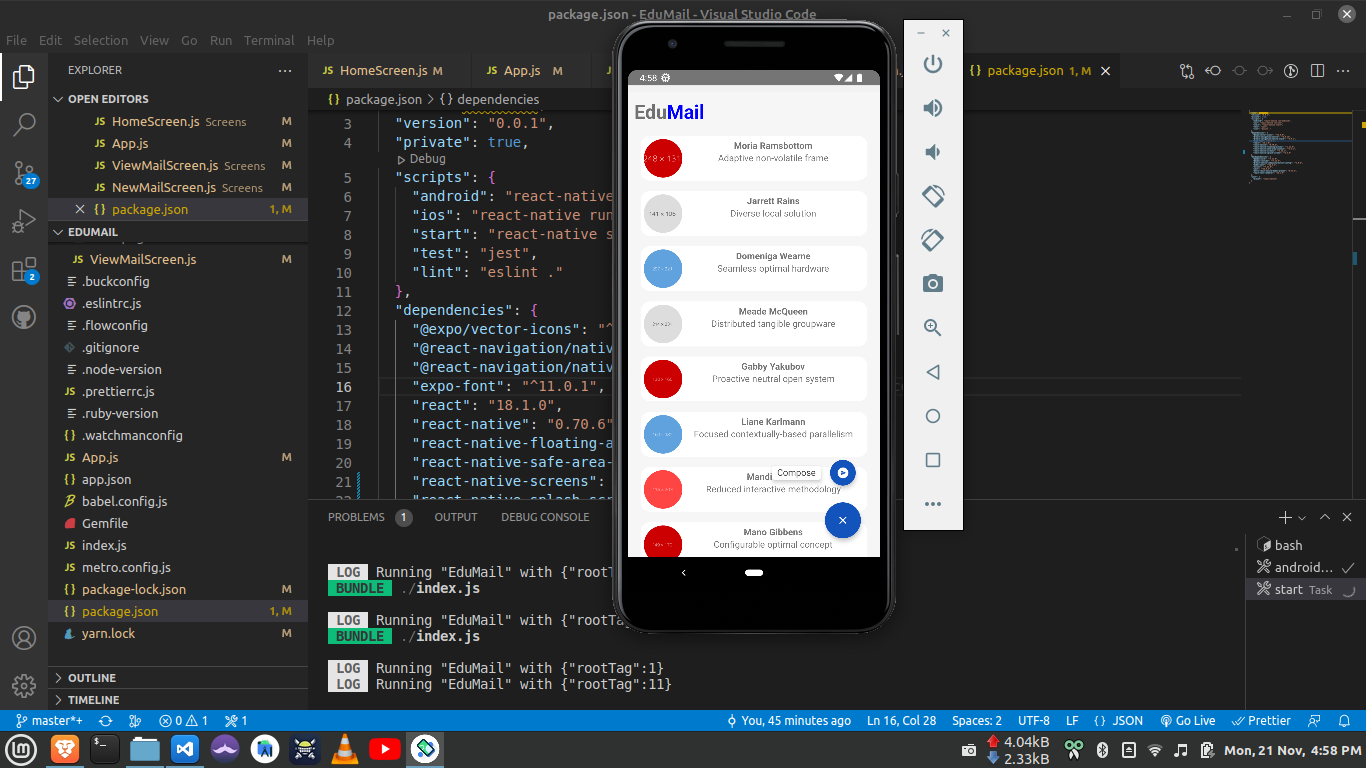 package.json - EduMail - Visual Studio Code
File Edit Selection View Go Run Terminal Help
EXPLORER
OPEN EDITORS
JS HomeScreen.js Screens M
JS App.js M
JS ViewMailScreen.js Screens M
JS NewMailScreen.js Screens M
{} package.json 1, M
EDUMAIL
JS ViewMailScreen.js M
.buckconfig
.eslintrc.js
.flowconfig
.gitignore
.node-version
JS .prettierrc.js
.ruby-version
{} .watchmanconfig
JS App.js M
{} app.json
babel.config.js
Gemfile
JS index.js
JS metro.config.js
{} package-lock.json M
{} package.json 1, M
yarn.lock M
OUTLINE
TIMELINE
27
2
JS HomeScreen.js M
JS App.js M
{} package.json 1, M
{} package.json > {} dependencies
3 "version": "0.0.1",
4 "private": true,
Debug
5 "scripts": {
6 "android": "react-native
7 "ios": "react-native run
8 "start": "react-native s
9 "test": "jest",
10 "lint": "eslint ."
11 },
12 "dependencies": {
13 "@expo/vector-icons": "^
14 "@react-navigation/nativ
15 "@react-navigation/nativ
16 "expo-font": "^11.0.1",
17 "react": "18.1.0",
18 "react-native": "0.70.6"
19 "react-native-floating-a
20 "react-native-safe-area-
21 "react-native-screens":
"react-native-splash-scr
4:58
EduMail
248 × 131
Moria Ramsbottom
Adaptive non-volatile frame
Jarrett Rains
Diverse local solution
Domeniga Wearne
Seamless optimal hardware
Meade McQueen
Distributed tangible groupware
Gabby Yakubov
Proactive neutral open system
Liane Karlmann
Focused contextually-based parallelism
Mandi
Compose
Reduced interactive methodology
Mano Gibbens
Configurable optimal concept
PROBLEMS 1 OUTPUT DEBUG CONSOLE
LOG Running "EduMail" with {"rootT
BUNDLE ./index.js
LOG Running "EduMail" with {"rootTa
BUNDLE ./index.js
LOG Running "EduMail" with {"rootTag":1}
LOG Running "EduMail" with {"rootTag":11}
bash
android...
start Task
master*+ 0 1 1 You, 45 minutes ago Ln 16, Col 28 Spaces: 2 UTF-8 LF {} JSON Go Live Prettier
4.04kB
2.33kB
Mon, 21 Nov, 4:58 PM